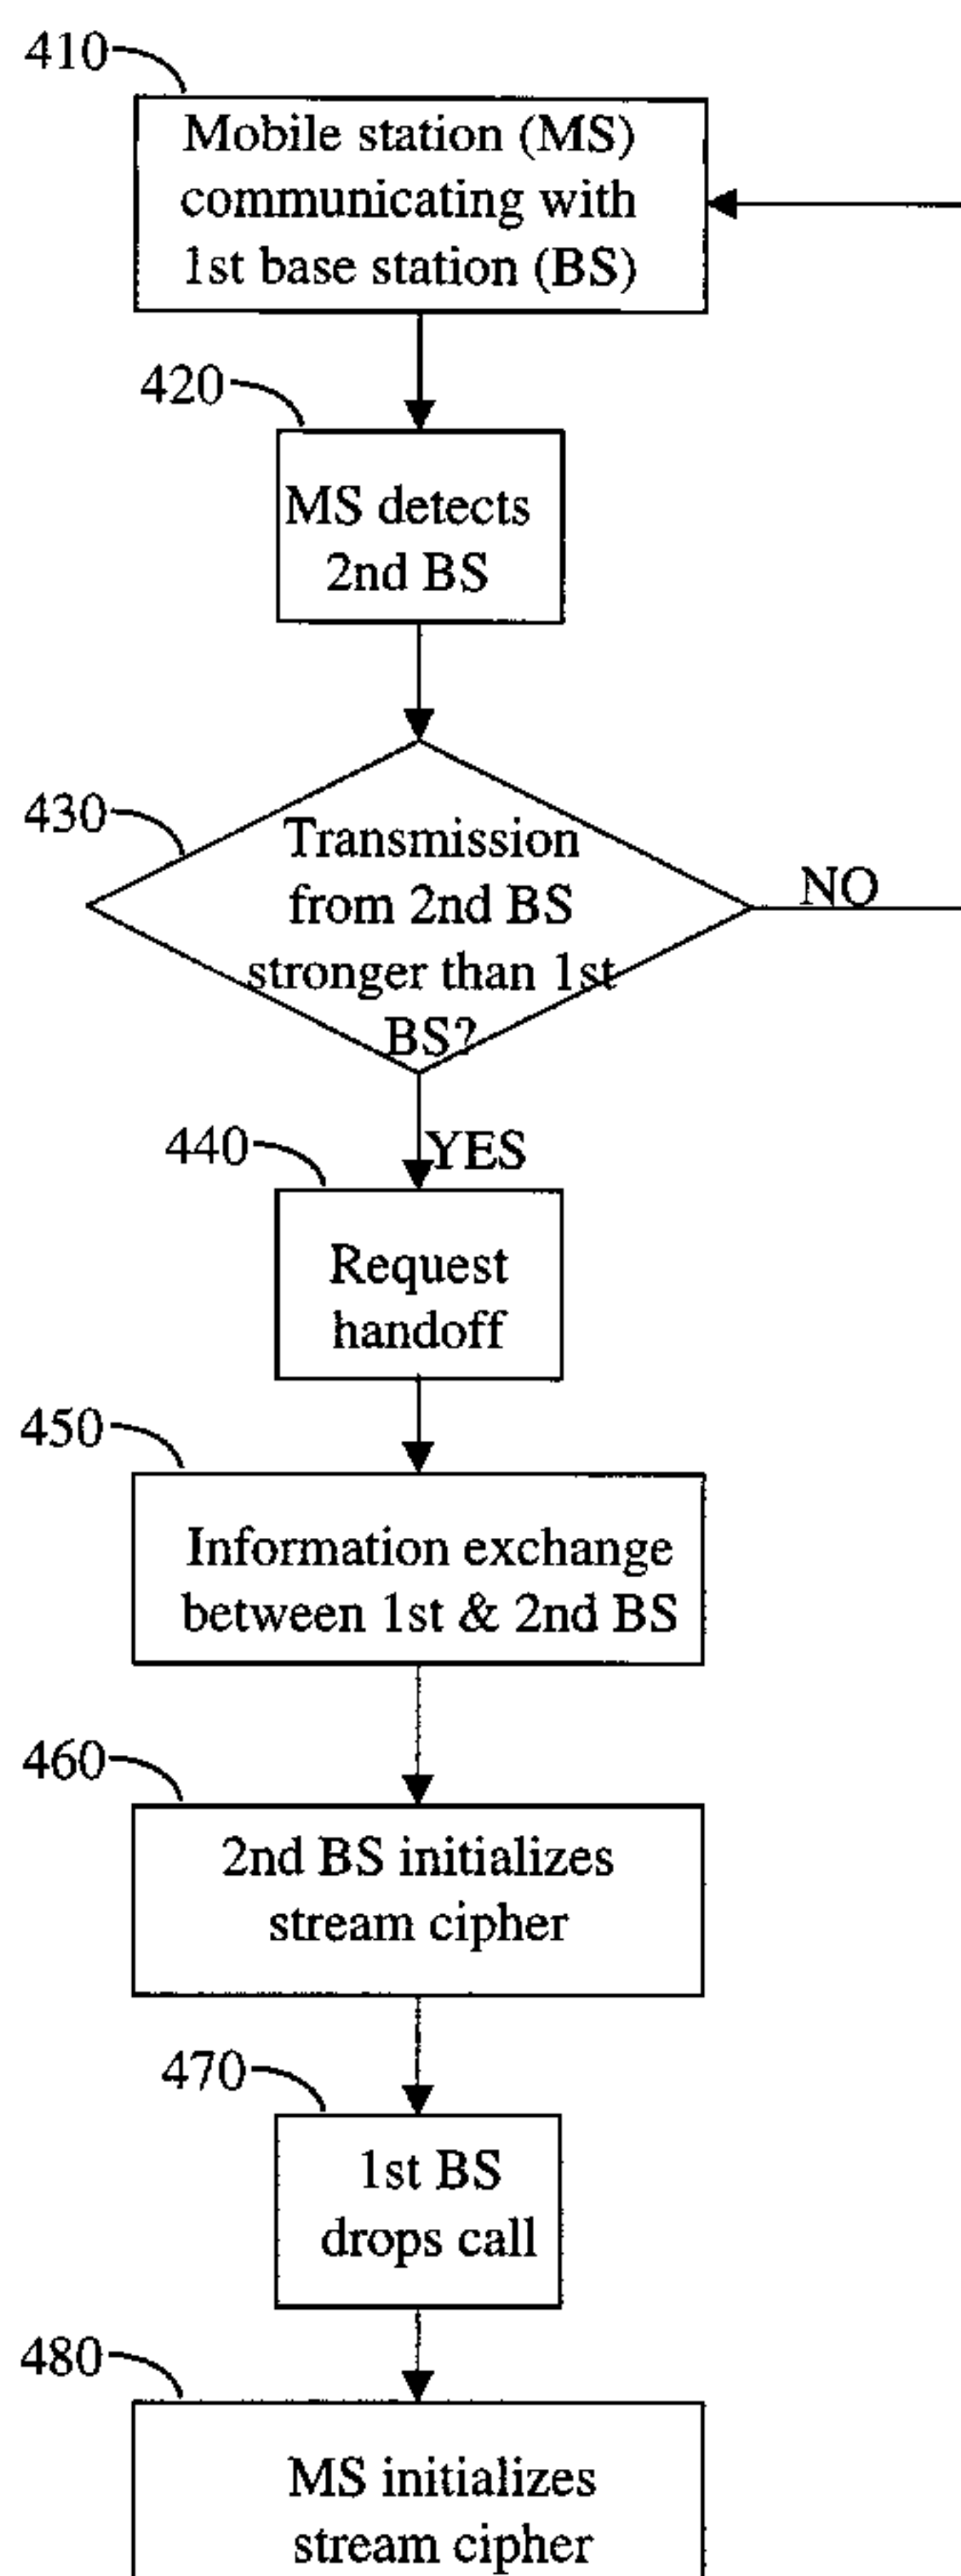 410
Mobile station (MS)
communicating with
1st base station (BS)
420
MS detects
2nd BS
430
Transmission
from 2nd BS
stronger than 1st
BS?
NO
YES
440
Request
handoff
450
Information exchange
between 1st & 2nd BS
460
2nd BS initializes
stream cipher
470
1st BS
drops call
480
MS initializes
stream cipher